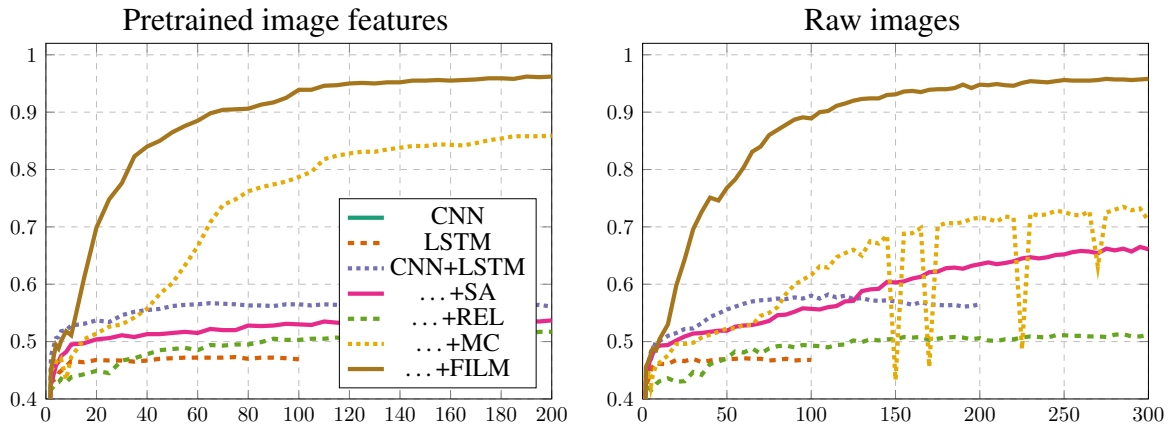 Pretrained image features
1
0.9
0.8
0.7
0.6
0.5
0.4
0 20 40 60 80 100 120 140 160 180 200
CNN
LSTM
CNN+LSTM
...+SA
...+REL
...+MC
...+FILM
Raw images
1
0.9
0.8
0.7
0.6
0.5
0.4
0 50 100 150 200 250 300